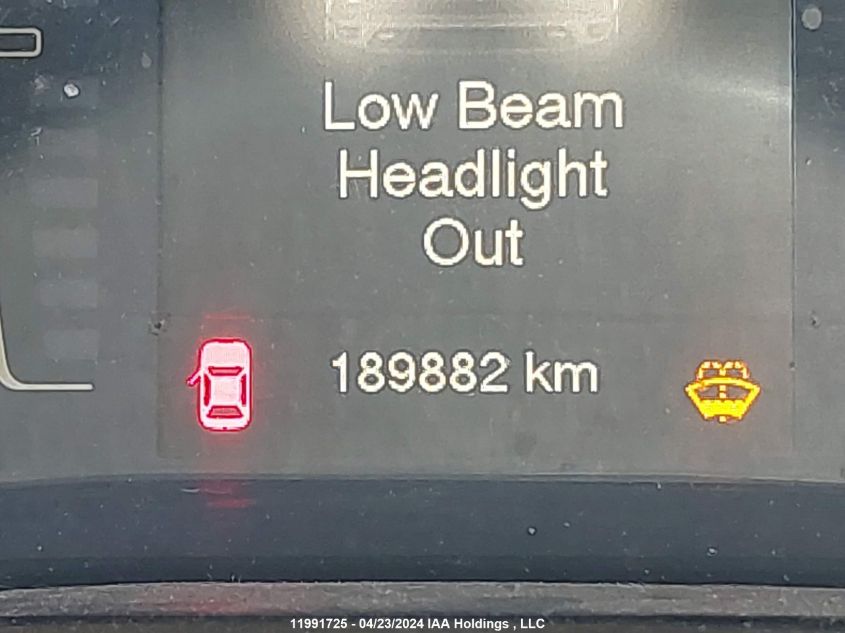 Low Beam
Headlight
Out
189882 km
11991725 - 04/23/2024 IAA Holdings , LLC